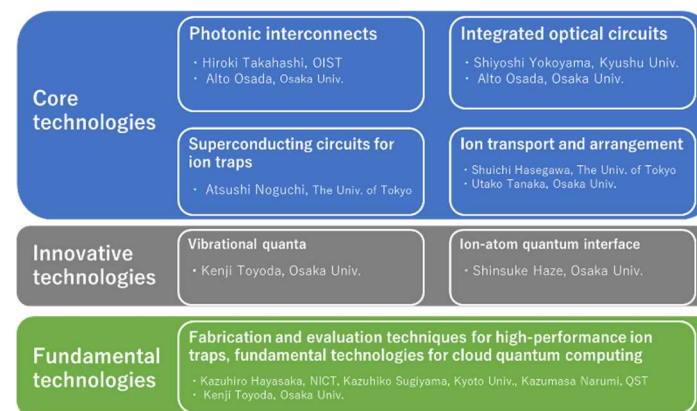 Core
technologies
Photonic interconnects
・Hiroki Takahashi, OIST
・Alto Osada, Osaka Univ.
Integrated optical circuits
・Shiyoshi Yokoyama, Kyushu Univ.
・Alto Osada, Osaka Univ.
Superconducting circuits for
ion traps
・Atsushi Noguchi, The Univ. of Tokyo
Ion transport and arrangement
・Shuichi Hasegawa, The Univ. of Tokyo
・Utako Tanaka, Osaka Univ.
Innovative
technologies
Vibrational quanta
・Kenji Toyoda, Osaka Univ.
Ion-atom quantum interface
・Shinsuke Haze, Osaka Univ.
Fundamental
technologies
Fabrication and evaluation techniques for high-performance ion
traps, fundamental technologies for cloud quantum computing
・Kazuhiro Hayasaka, NICT, Kazuhiko Sugiyama, Kyoto Univ., Kazumasa Narumi, QST
・Kenji Toyoda, Osaka Univ.